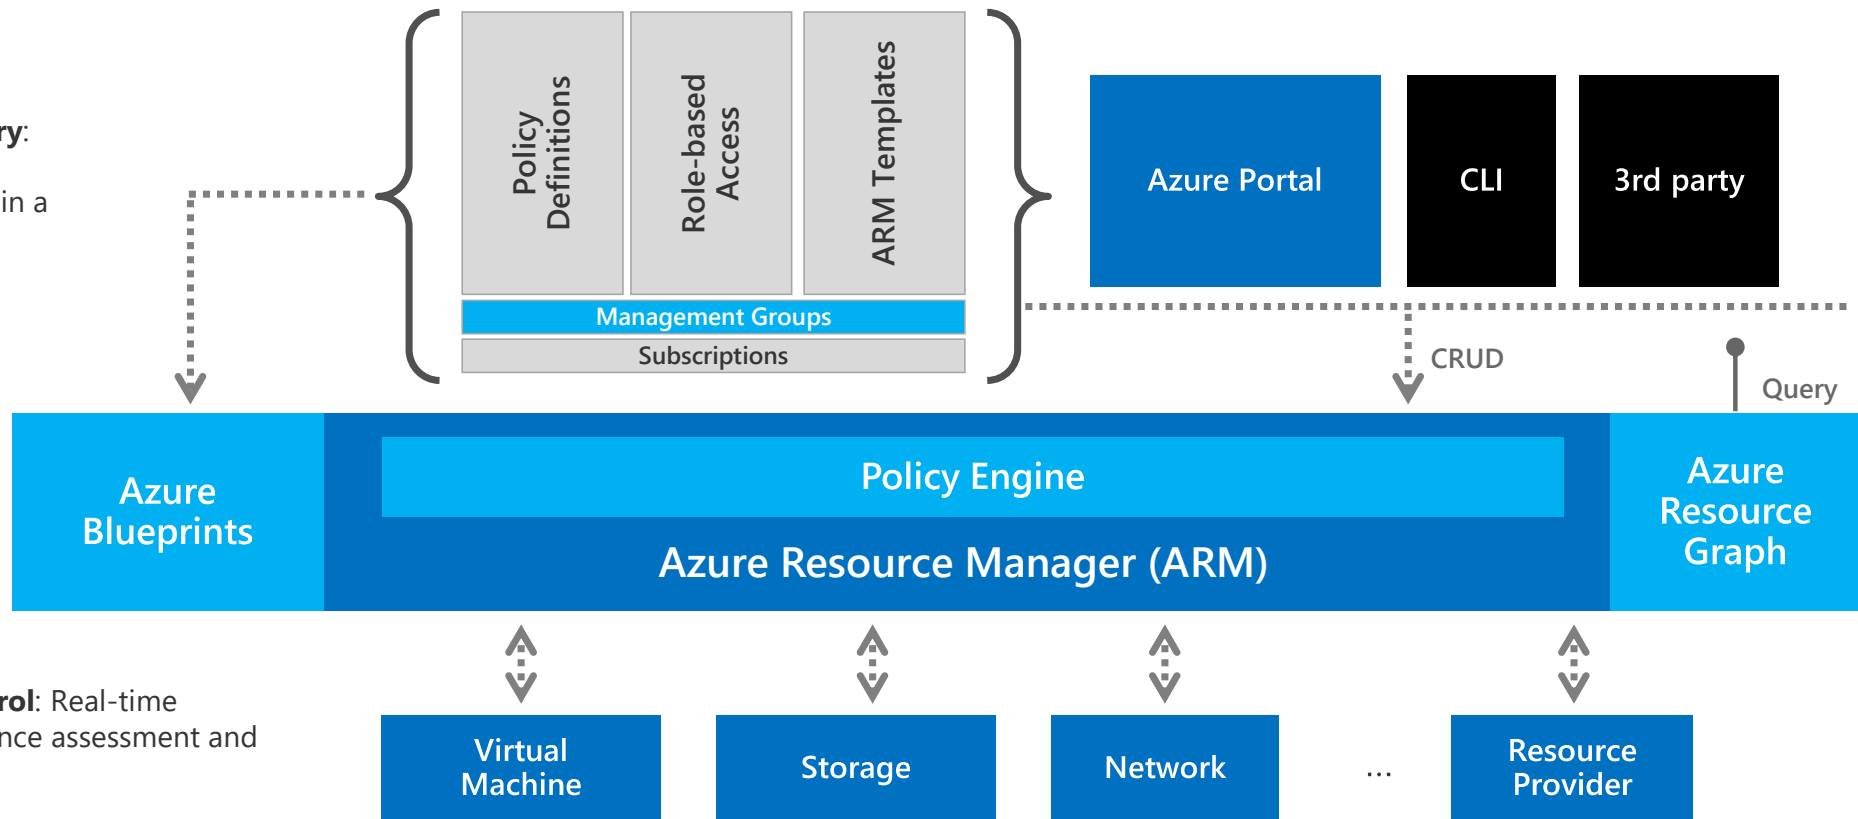 ry:
in a
Policy
Definitions
Role-based
Access
ARM Templates
Management Groups
Subscriptions
Azure Portal
CLI
3rd party
CRUD
Query
Azure
Blueprints
Policy Engine
Azure Resource Manager (ARM)
Azure
Resource
Graph
rol: Real-time
nce assessment and
Virtual
Machine
Storage
Network
...
Resource
Provider